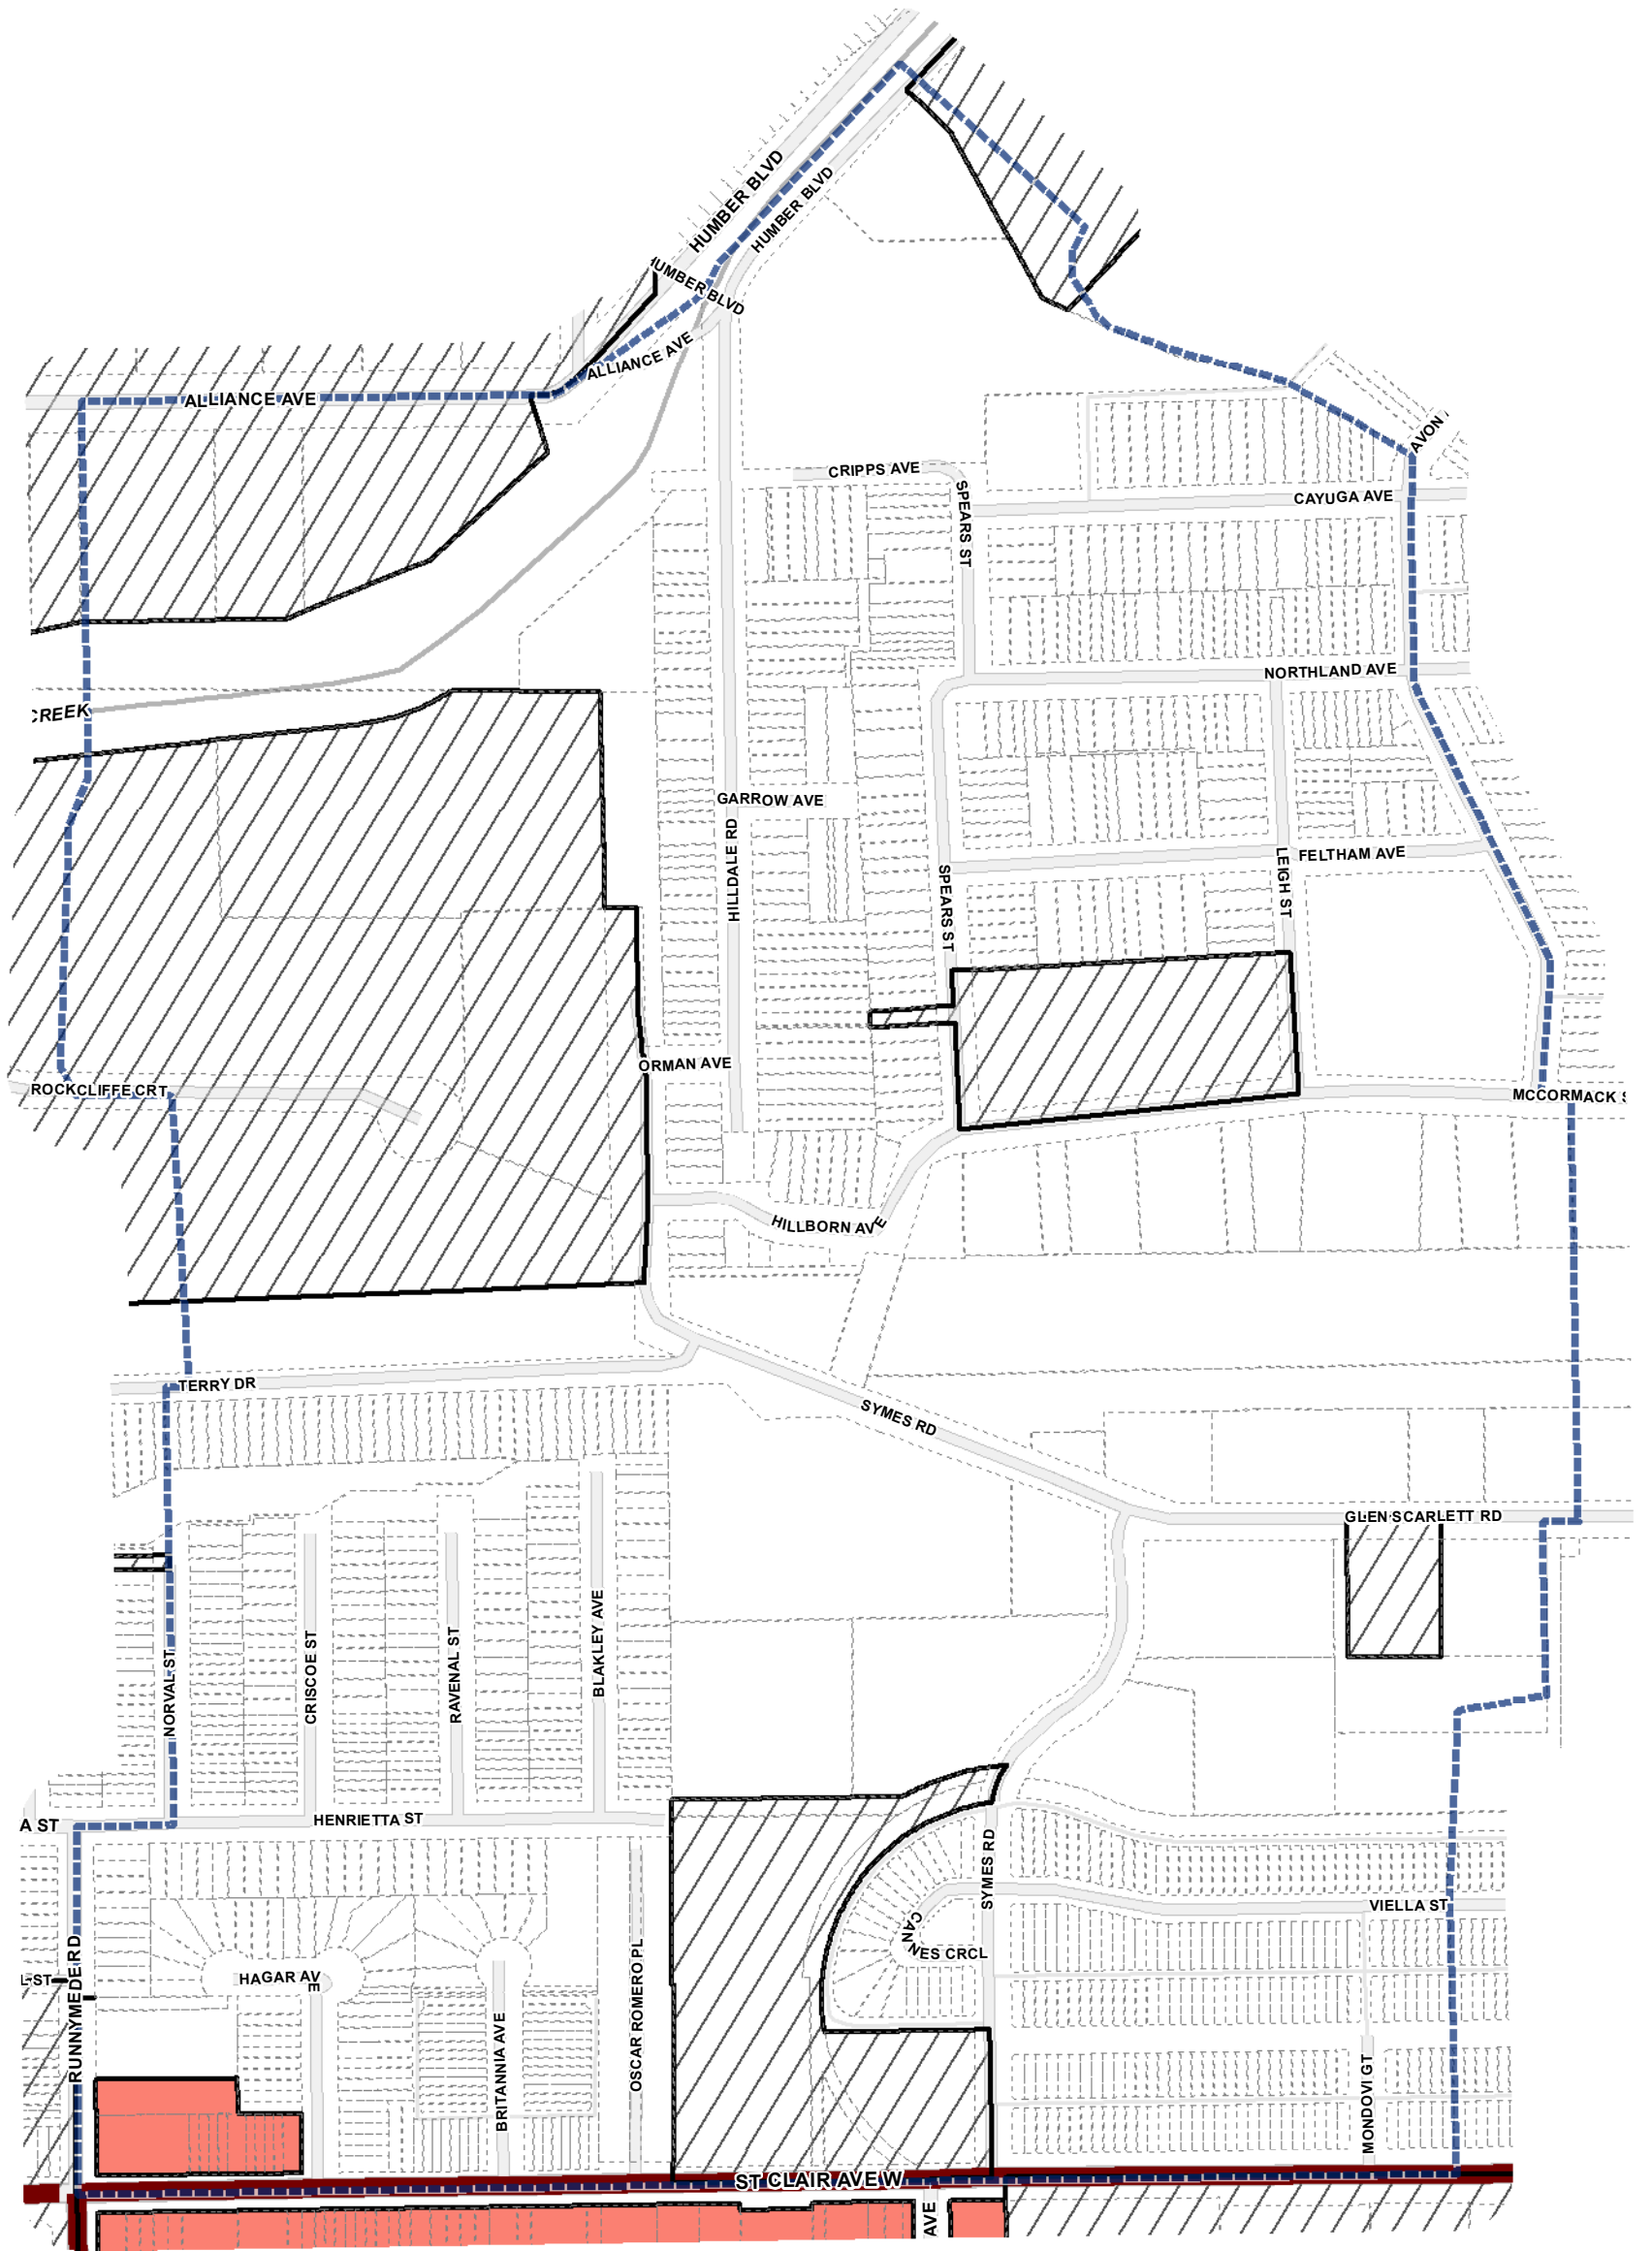 HUMBER BLVD
HUMBER BLVD
HUMBER BLVD
ALLIANCE AVE
ALLIANCE AVE
AVON
CRIPPS AVE
SPEARS ST
CAYUGA AVE
NORTHLAND AVE
CREEK
GARROW AVE
HILLDALE RD
SPEARS ST
LEIGH ST
FELTHAM AVE
ORMAN AVE
ROCKCLIFFE CRT
MCCORMACK S
HILLBORN AVE
TERRY DR
SYMES RD
GLEN SCARLETT RD
NORVAL ST
CRISCOE ST
RAVENAL ST
BLAKLEY AVE
A ST
HENRIETTA ST
SYMES RD
VIELLA ST
CANNES CRCL
RUNNYMEDE RD
L ST
HAGAR AVE
BRITANNIA AVE
OSCAR ROMERO PL
MONDOVI GT
ST CLAIR AVE W
AVE